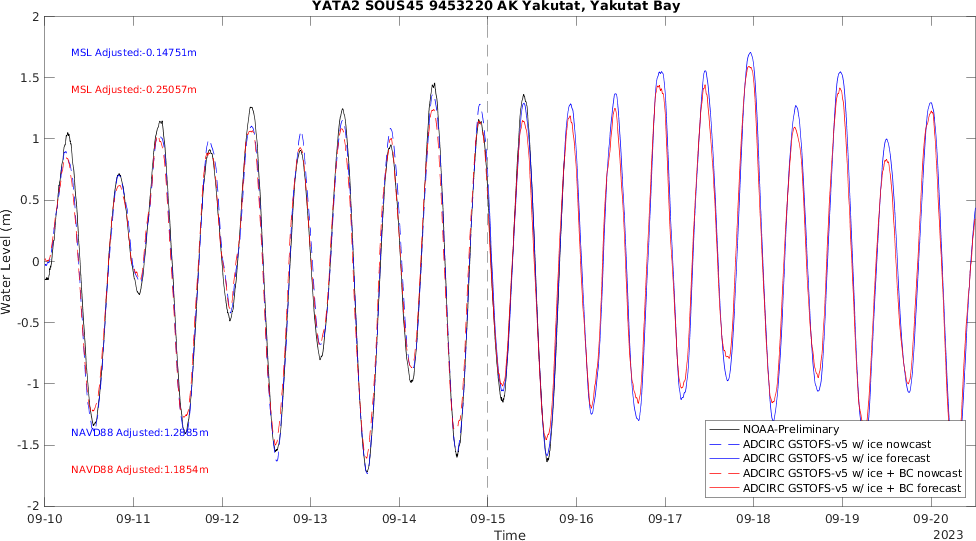 YATA2 SOUS45 9453220 AK Yakutat, Yakutat Bay
2
1.5
1
0.5
0
-0.5
-1
-1.5
-2
Water Level (m)
MSL Adjusted:-0.14751m
MSL Adjusted:-0.25057m
NAVD88 Adjusted:1.2885m
NAVD88 Adjusted:1.1854m
NOAA-Preliminary
ADCIRC GSTOFS-v5 w/ ice nowcast
ADCIRC GSTOFS-v5 w/ ice forecast
ADCIRC GSTOFS-v5 w/ ice + BC nowcast
ADCIRC GSTOFS-v5 w/ ice + BC forecast
09-10 09-11 09-12 09-13 09-14 09-15 09-16 09-17 09-18 09-19 09-20
Time
2023